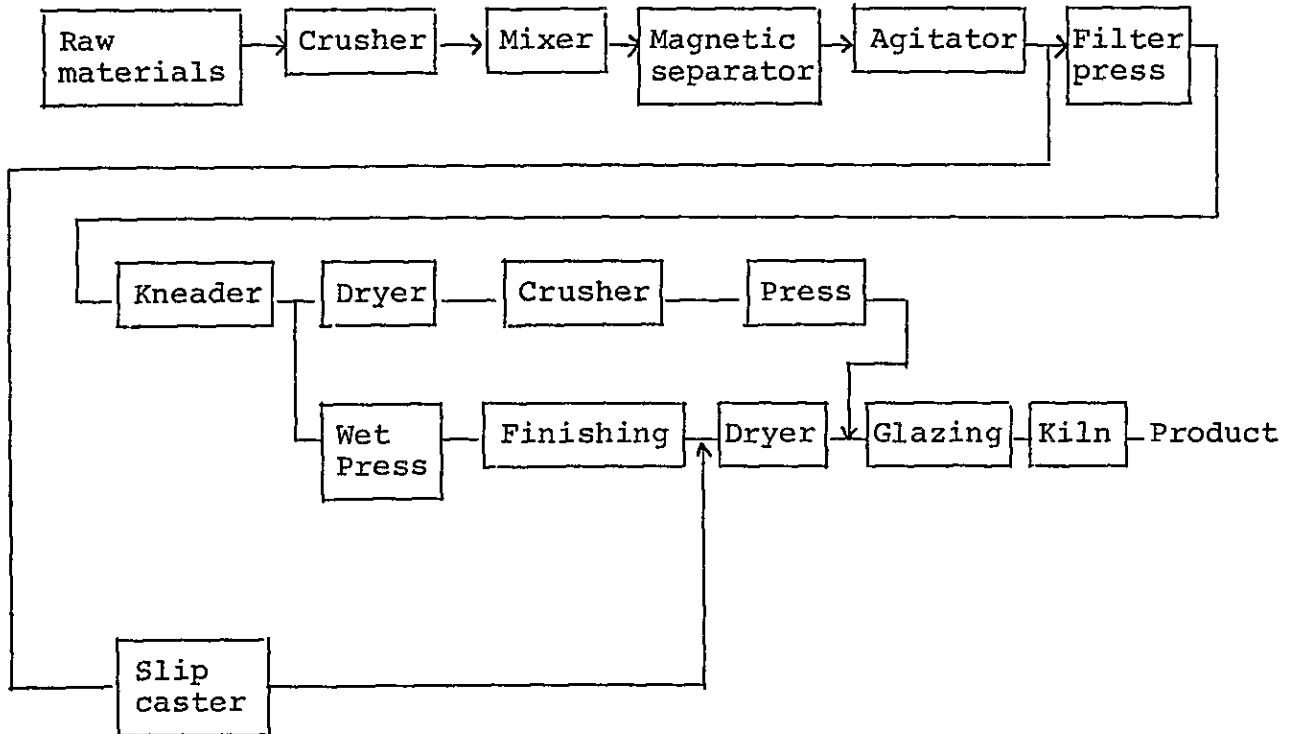 Raw
materials
Crusher
Mixer
Magnetic
separator
Agitator
Filter
press
Kneader
Dryer
Crusher
Press
Wet
Press
Finishing
Dryer
Glazing
Kiln
Product
Slip
caster